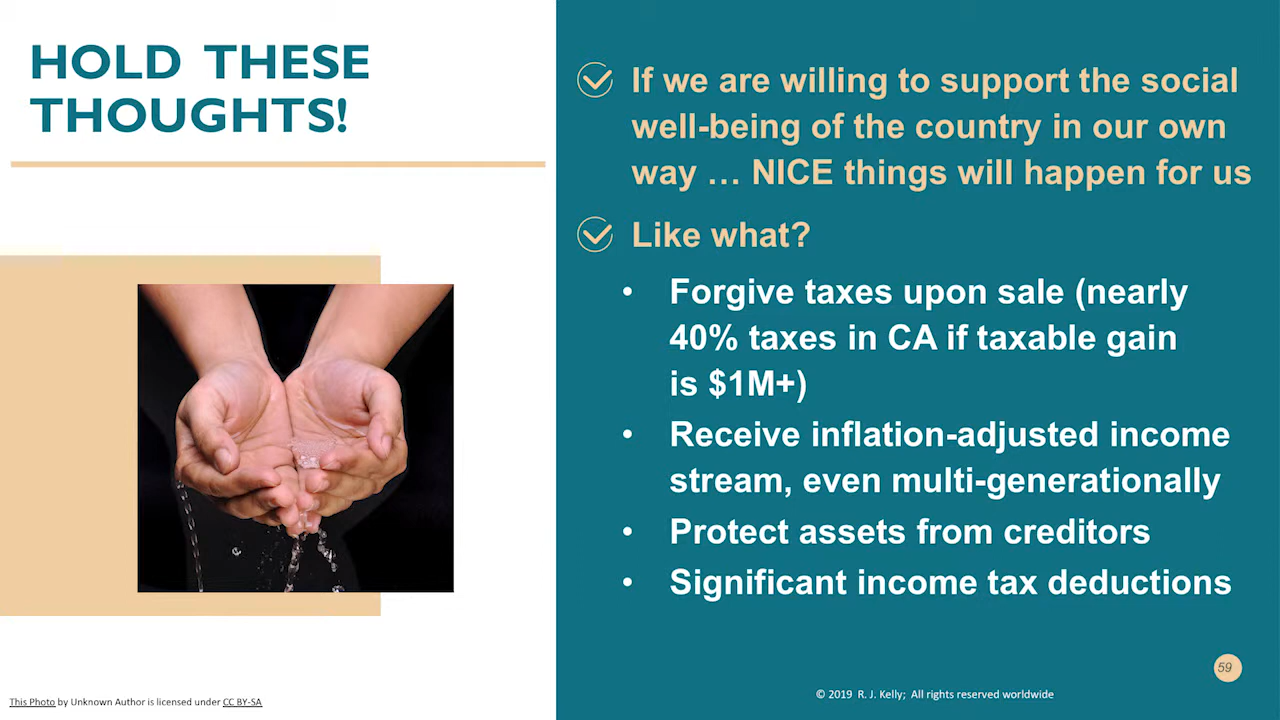 HOLD THESE
THOUGHTS!
If we are willing to support the social
well-being of the country in our own
way … NICE things will happen for us
Like what?
• Forgive taxes upon sale (nearly
40% taxes in CA if taxable gain
is $1M+)
• Receive inflation-adjusted income
stream, even multi-generationally
• Protect assets from creditors
• Significant income tax deductions
59
© 2019 R. J. Kelly; All rights reserved worldwide
This Photo by Unknown Author is licensed under CC BY-SA